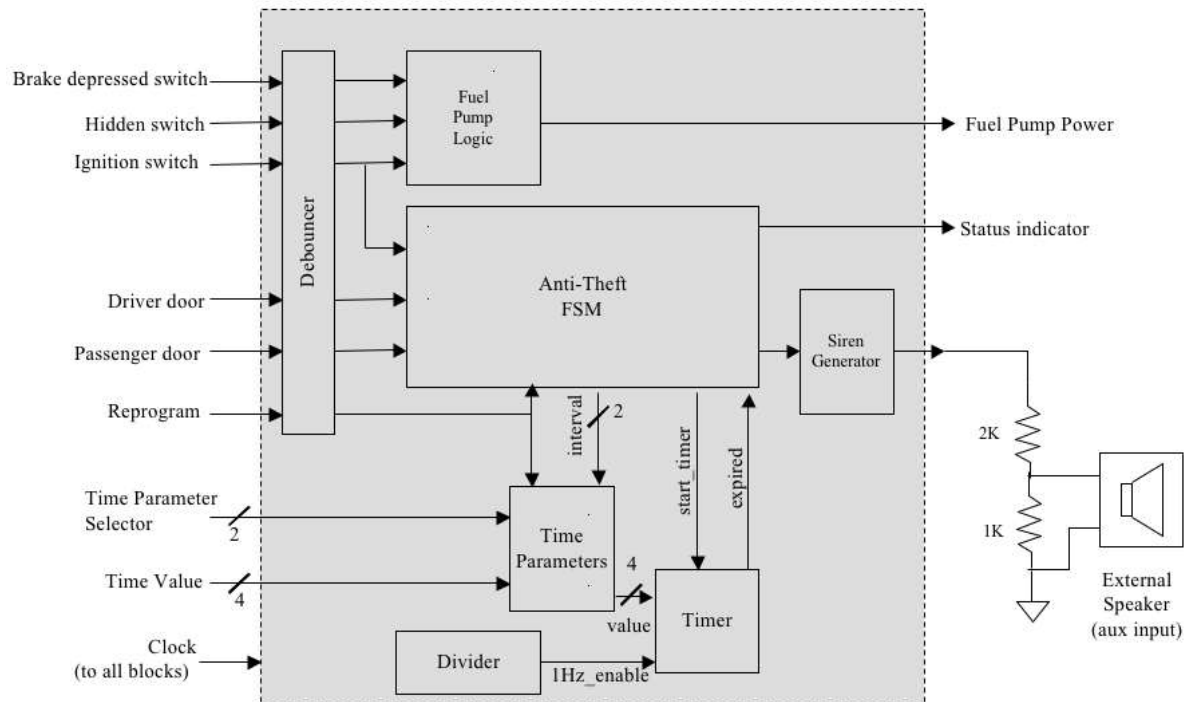 Brake depressed switch
Hidden switch
Ignition switch
Debouncer
Fuel
Pump
Logic
Fuel Pump Power
Status indicator
Driver door
Passenger door
Reprogram
Anti-Theft
FSM
Siren
Generator
interval
2
start_timer
expired
2K
1K
Time Parameter
Selector
2
Time
Parameters
Time Value
4
4
value
Timer
External
Speaker
(aux input)
Clock
(to all blocks)
Divider
1Hz_enable